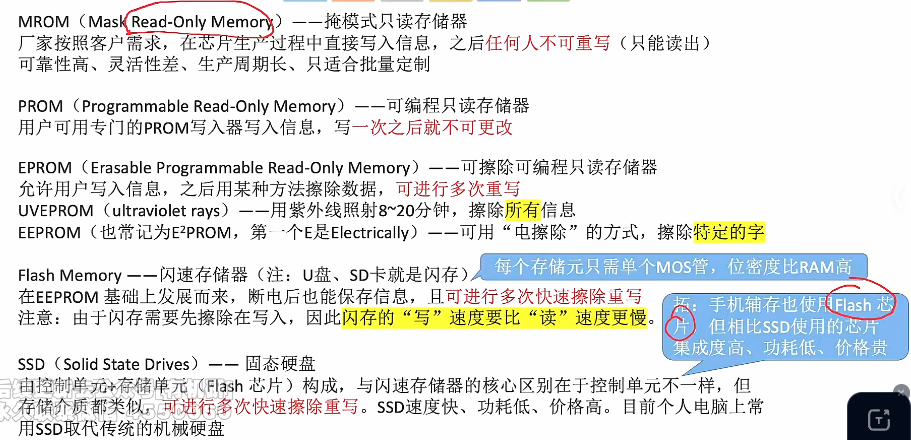 MROM（Mask Read-Only Memory）——掩模式只读存储器
厂家按照客户需求，在芯片生产过程中直接写入信息，之后任何人不可重写（只能读出）
可靠性高、灵活性差、生产周期长、只适合批量定制
PROM（Programmable Read-Only Memory）——可编程只读存储器
用户可用专门的PROM写入器写入信息，写一次之后就不可更改
EPROM（Erasable Programmable Read-Only Memory）——可擦除可编程只读存储器
允许用户写入信息，之后用某种方法擦除数据，可进行多次重写
UVEPROM（ultraviolet rays）——用紫外线照射8~20分钟，擦除所有信息
EEPROM（也常记为E²PROM，第一个E是Electrically）——可用“电擦除”的方式，擦除特定的字
每个存储元只需单个MOS管，位密度比RAM高
Flash Memory ——闪速存储器（注：U盘、SD卡就是闪存）
在EEPROM 基础上发展而来，断电后也能保存信息，且可进行多次快速擦除重写
注意：由于闪存需要先擦除在写入，因此闪存的“写”速度要比“读”速度更慢。
：手机辅存也使用Flash 芯
片，但相比SSD使用的芯片
集成度高、功耗低、价格贵
SSD（Solid State Drives）—— 固态硬盘
由控制单元+存储单元（Flash 芯片）构成，与闪速存储器的核心区别在于控制单元不一样，但
存储介质都类似，可进行多次快速擦除重写。SSD速度快、功耗低、价格高。目前个人电脑上常
用SSD取代传统的机械硬盘